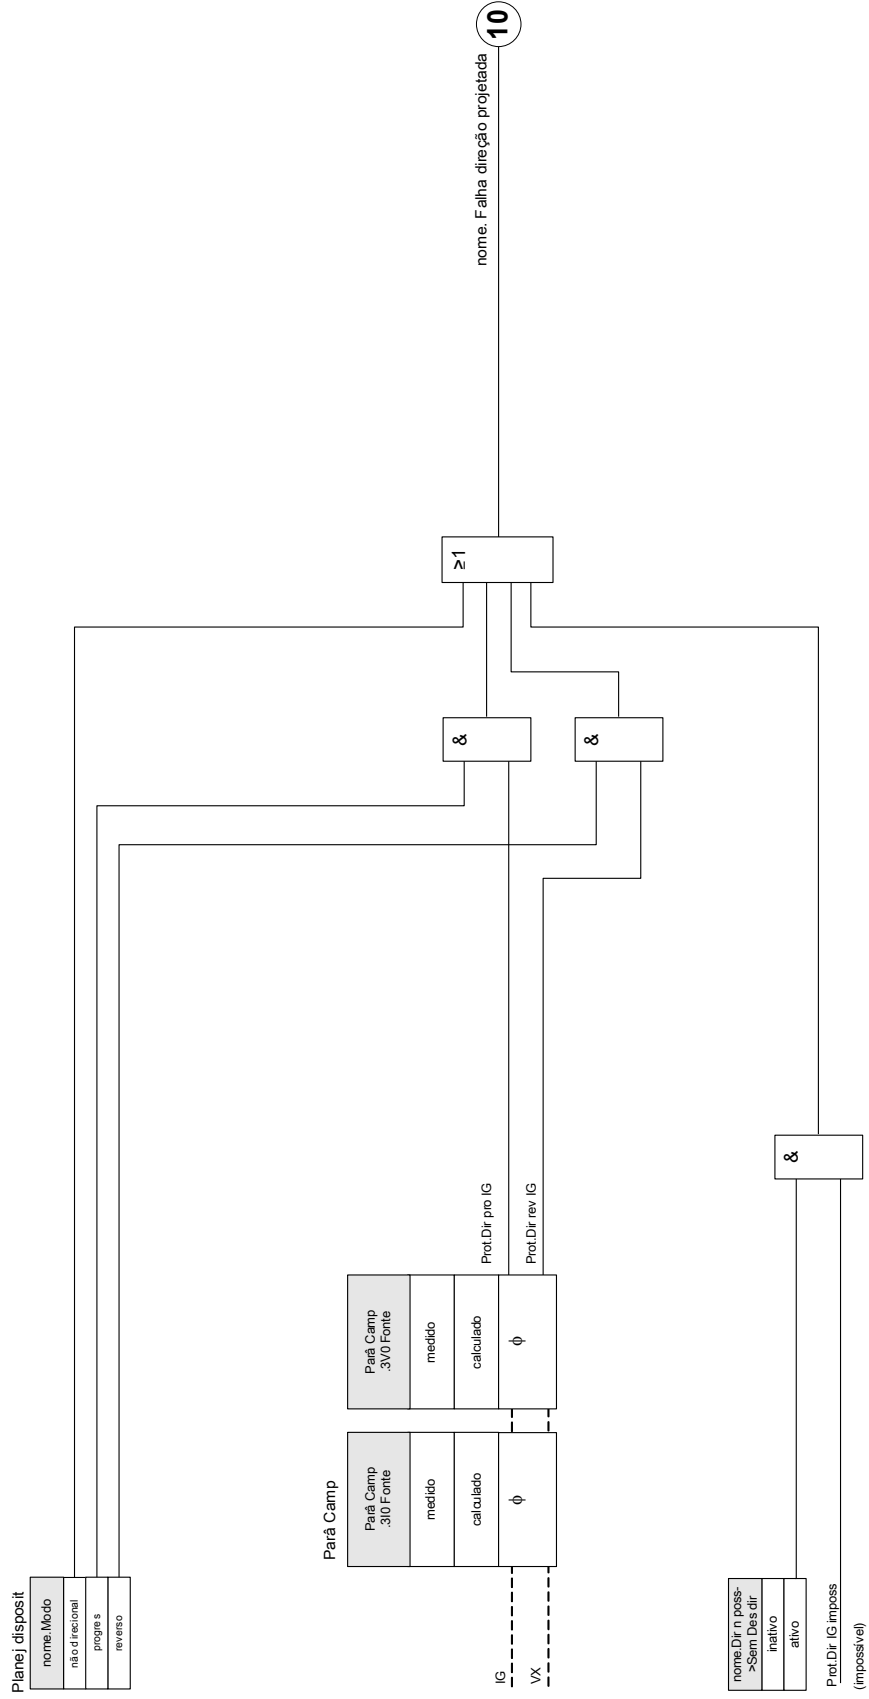 Planej disposit
nome.Modo
não direcional
progres
reverso
Parâ Camp
Parâ Camp
.3I0 Fonte
medido
calculado
ϕ
Parâ Camp
.3V0 Fonte
medido
calculado
ϕ
IG
VX
Prot.Dir pro IG
Prot.Dir rev IG
nome.Dir n poss-
>Sem Des dir
inativo
ativo
Prot.Dir IG imposs
(impossível)
&
&
&
≥1
nome. Falha direção projetada
10